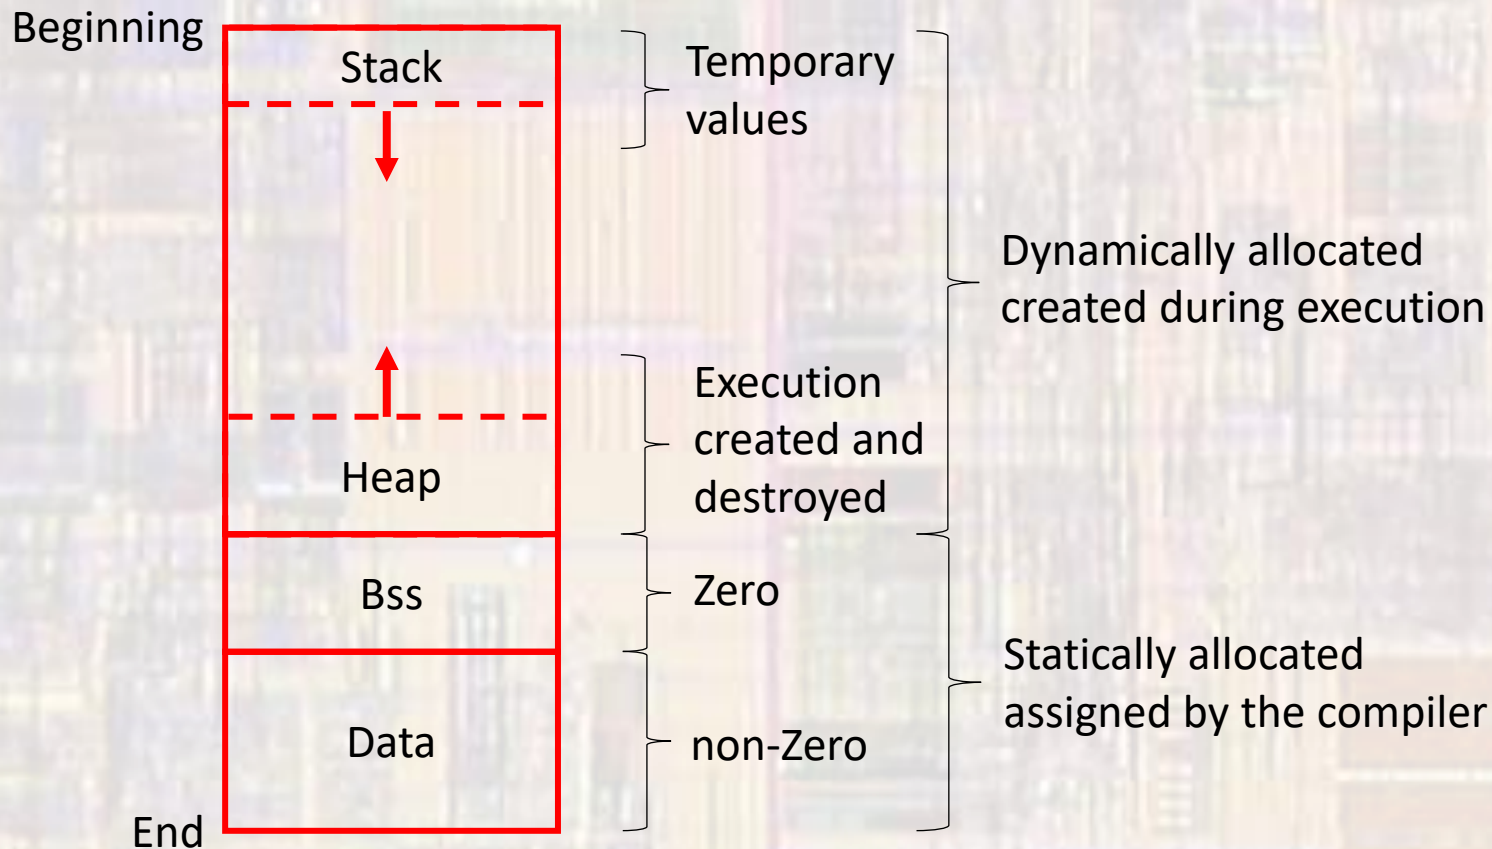 Beginning
Stack
Temporary
values
Dynamically allocated
created during execution
Execution
created and
destroyed
Heap
Bss
Zero
Statically allocated
assigned by the compiler
Data
non-Zero
End